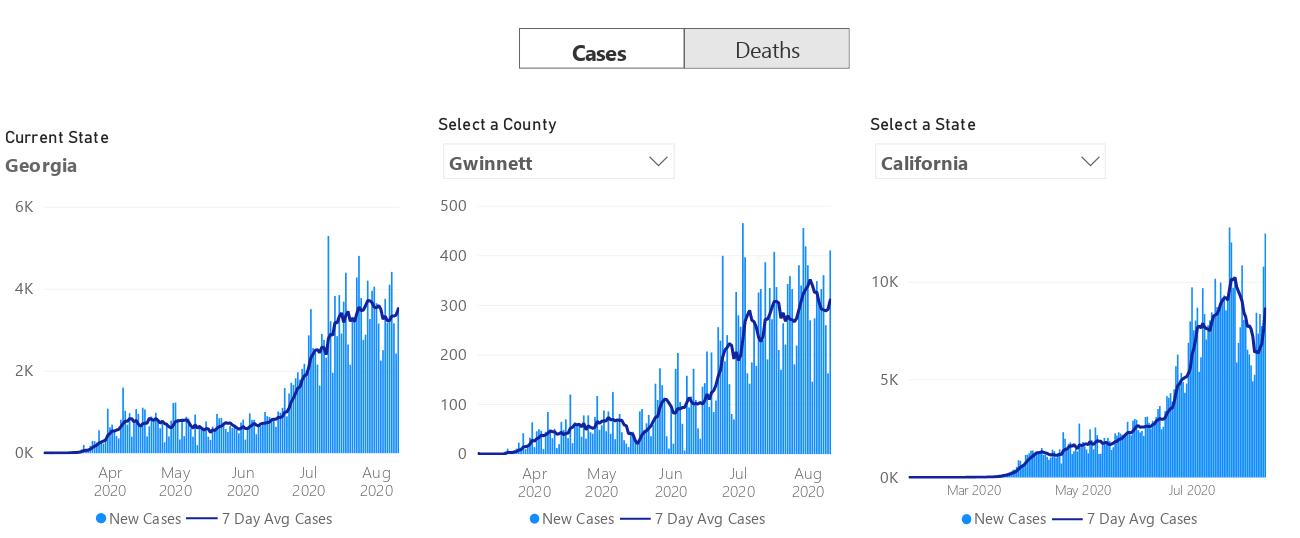 Cases Deaths
Current State
Georgia
Select a County
Gwinnett
Select a State
California
6K
4K
2K
0K
Apr 2020
May 2020
Jun 2020
Jul 2020
Aug 2020
New Cases 7 Day Avg Cases
500
400
300
200
100
0
Apr 2020
May 2020
Jun 2020
Jul 2020
Aug 2020
New Cases 7 Day Avg Cases
10K
5K
0K
Mar 2020 May 2020 Jul 2020
New Cases 7 Day Avg Cases